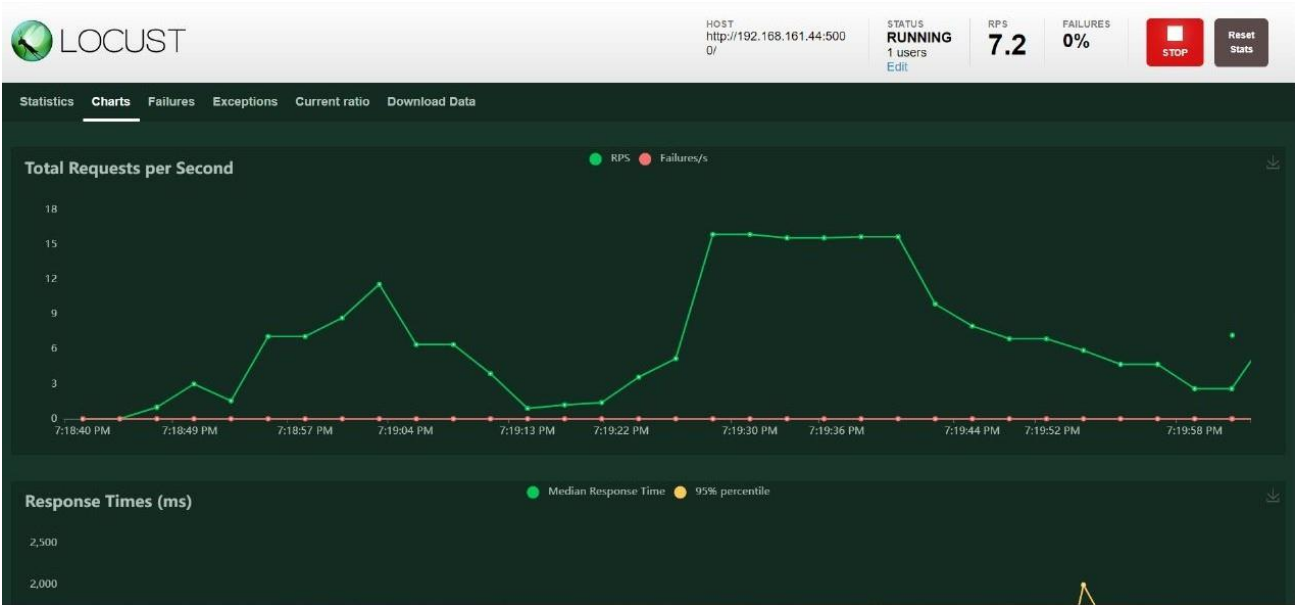 LOCUST
HOST
http://192.168.161.44:500
0/
STATUS
RUNNING
1 users
Edit
RPS
7.2
FAILURES
0%
STOP
Reset
Stats
Statistics Charts Failures Exceptions Current ratio Download Data
Total Requests per Second
RPS Failures/s
18
15
12
9
6
3
0
7:18:40 PM 7:18:49 PM 7:18:57 PM 7:19:04 PM 7:19:13 PM 7:19:22 PM 7:19:30 PM 7:19:36 PM 7:19:44 PM 7:19:52 PM 7:19:58 PM
Response Times (ms)
Median Response Time 95% percentile
2,500
2,000